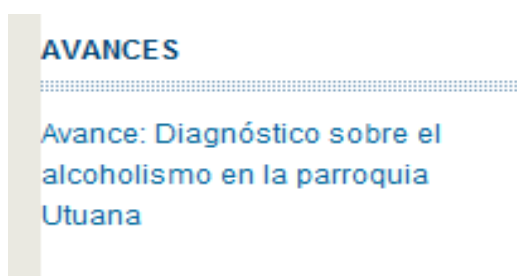 AVANCES
Avance: Diagnóstico sobre el
alcoholismo en la parroquia
Utuana